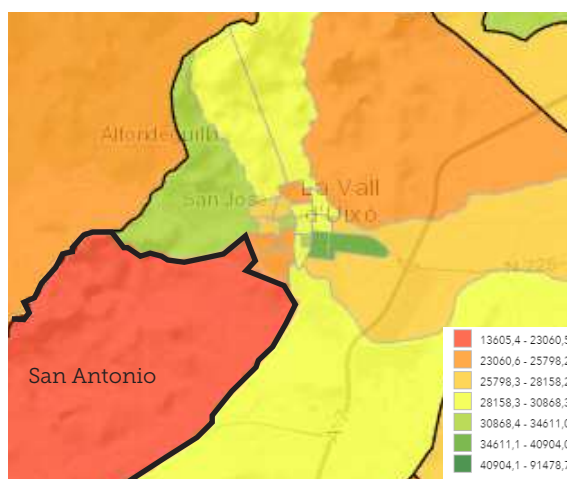 Alfondeguilla
La Vall
San Jos
d'Uixó
N-225
San Antonio
13605,4 - 23060,5
23060,6 - 25798,2
25798,3 - 28158,2
28158,3 - 30868,3
30868,4 - 34611,0
34611,1 - 40904,0
40904,1 - 91478,7